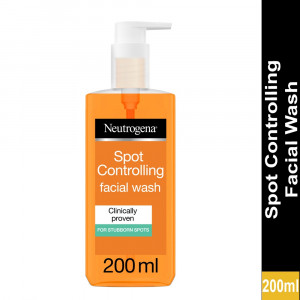 Neutrogena®
Spot
Controlling
facial wash
Clinically
proven
FOR STUBBORN SPOTS
200ml
Spot Controlling
Facial Wash
200ml